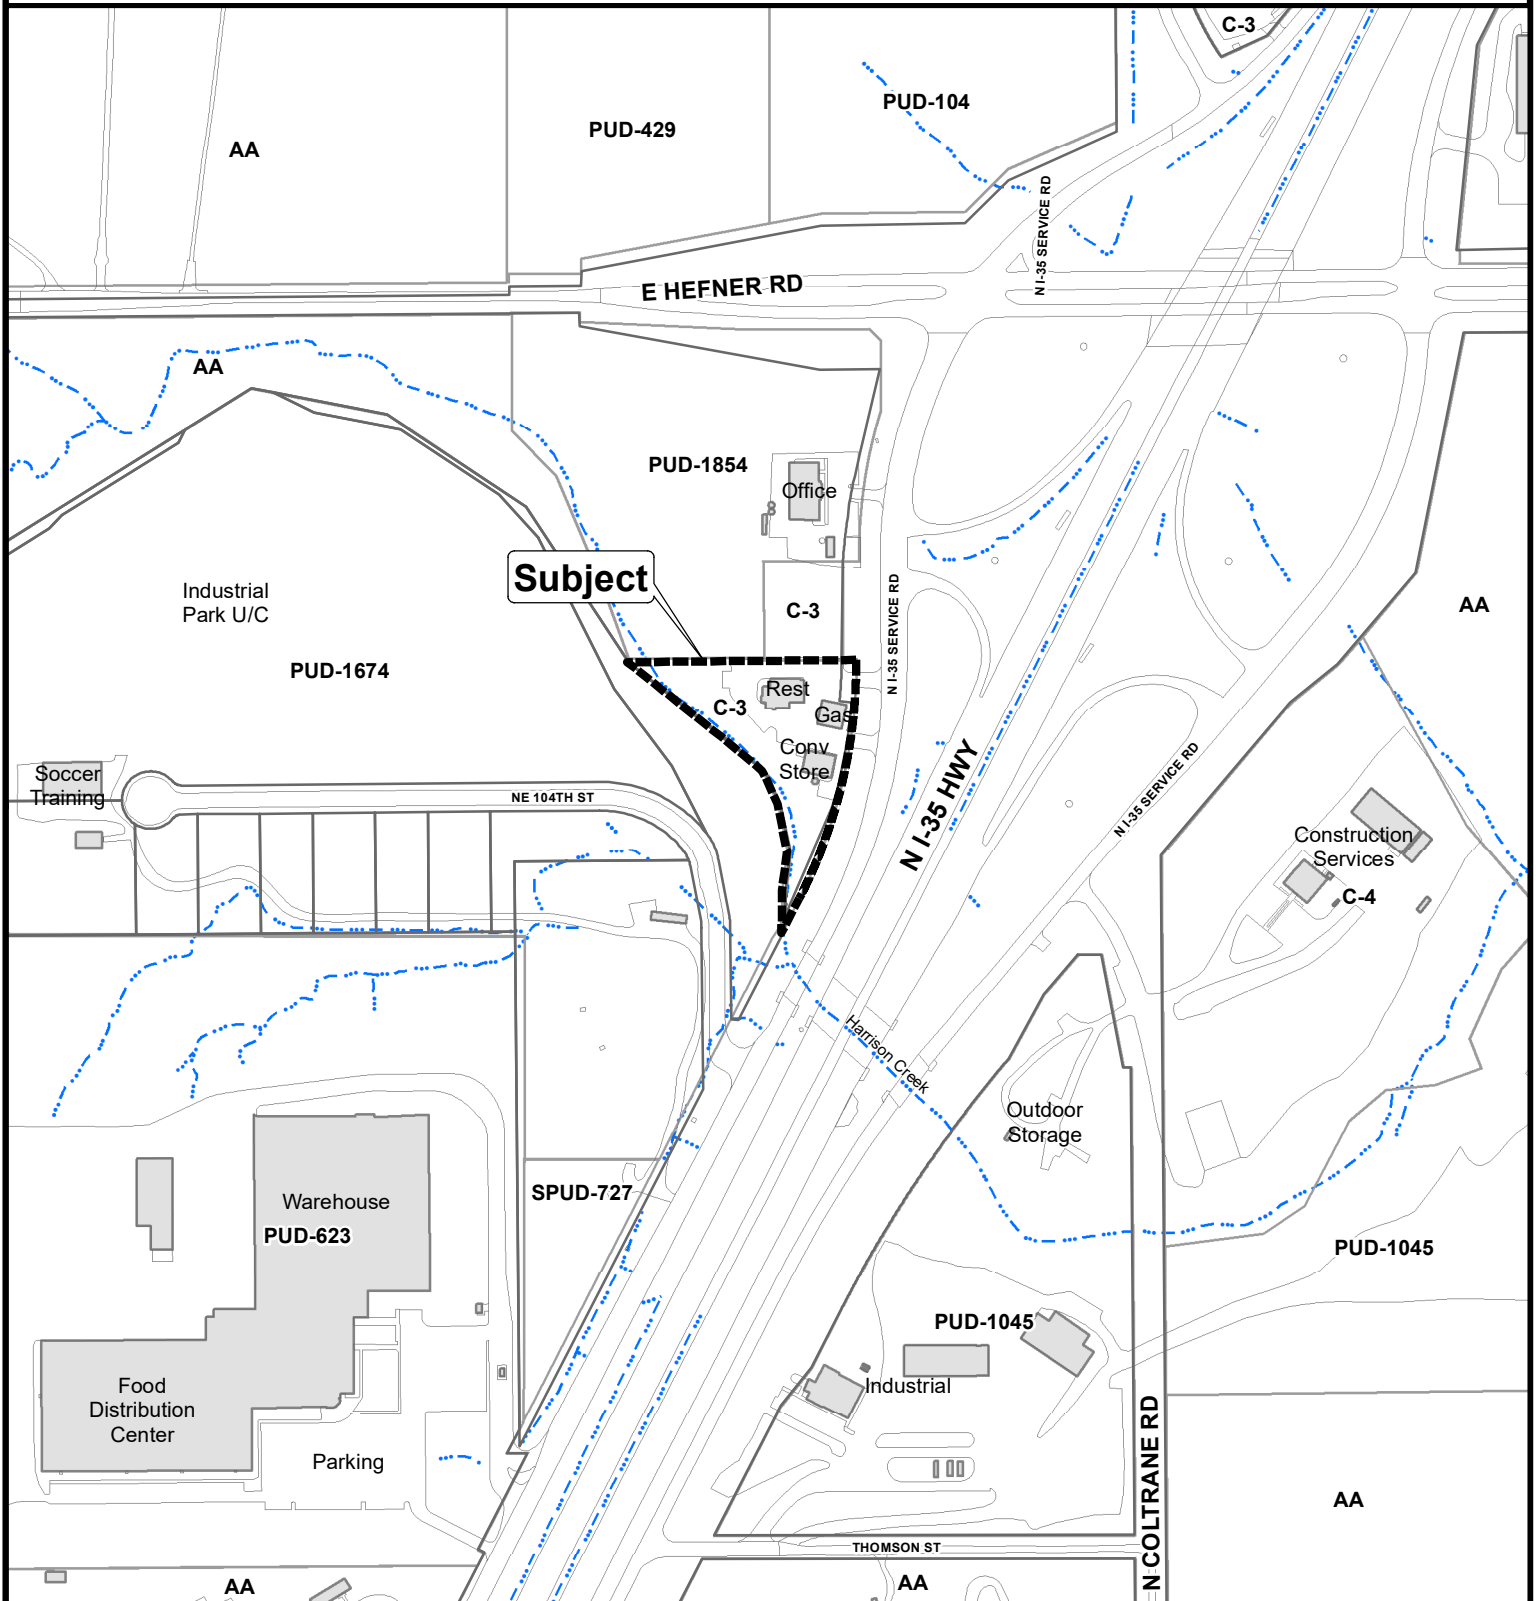 C-3
PUD-104
PUD-429
AA
N I-35 SERVICE RD
E HEFNER RD
AA
PUD-1854
Office
Subject
Industrial
Park U/C
C-3
AA
N I-35 SERVICE RD
PUD-1674
Rest
C-3
Gas
Conv
Store
Soccer
Training
NE 104TH ST
N I-35 HWY
N I-35 SERVICE RD
Construction
Services
C-4
Harrison Creek
Outdoor
Storage
SPUD-727
Warehouse
PUD-623
PUD-1045
PUD-1045
Food
Distribution
Center
Industrial
Parking
N COLTRANE RD
AA
THOMSON ST
AA
AA